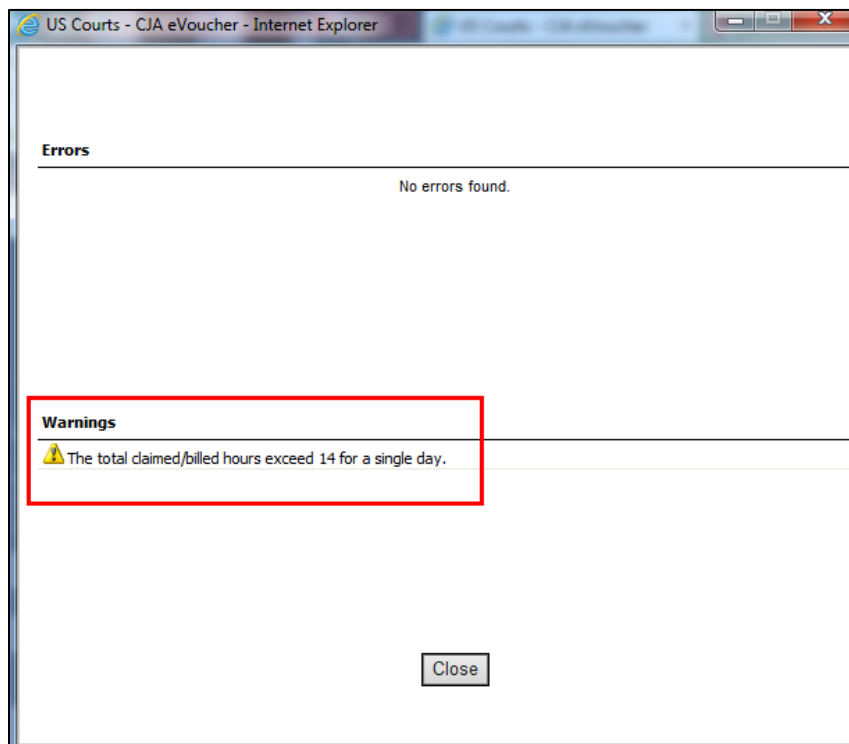 US Courts - CJA eVoucher - Internet Explorer
Errors
No errors found.
Warnings
The total claimed/billed hours exceed 14 for a single day.
Close